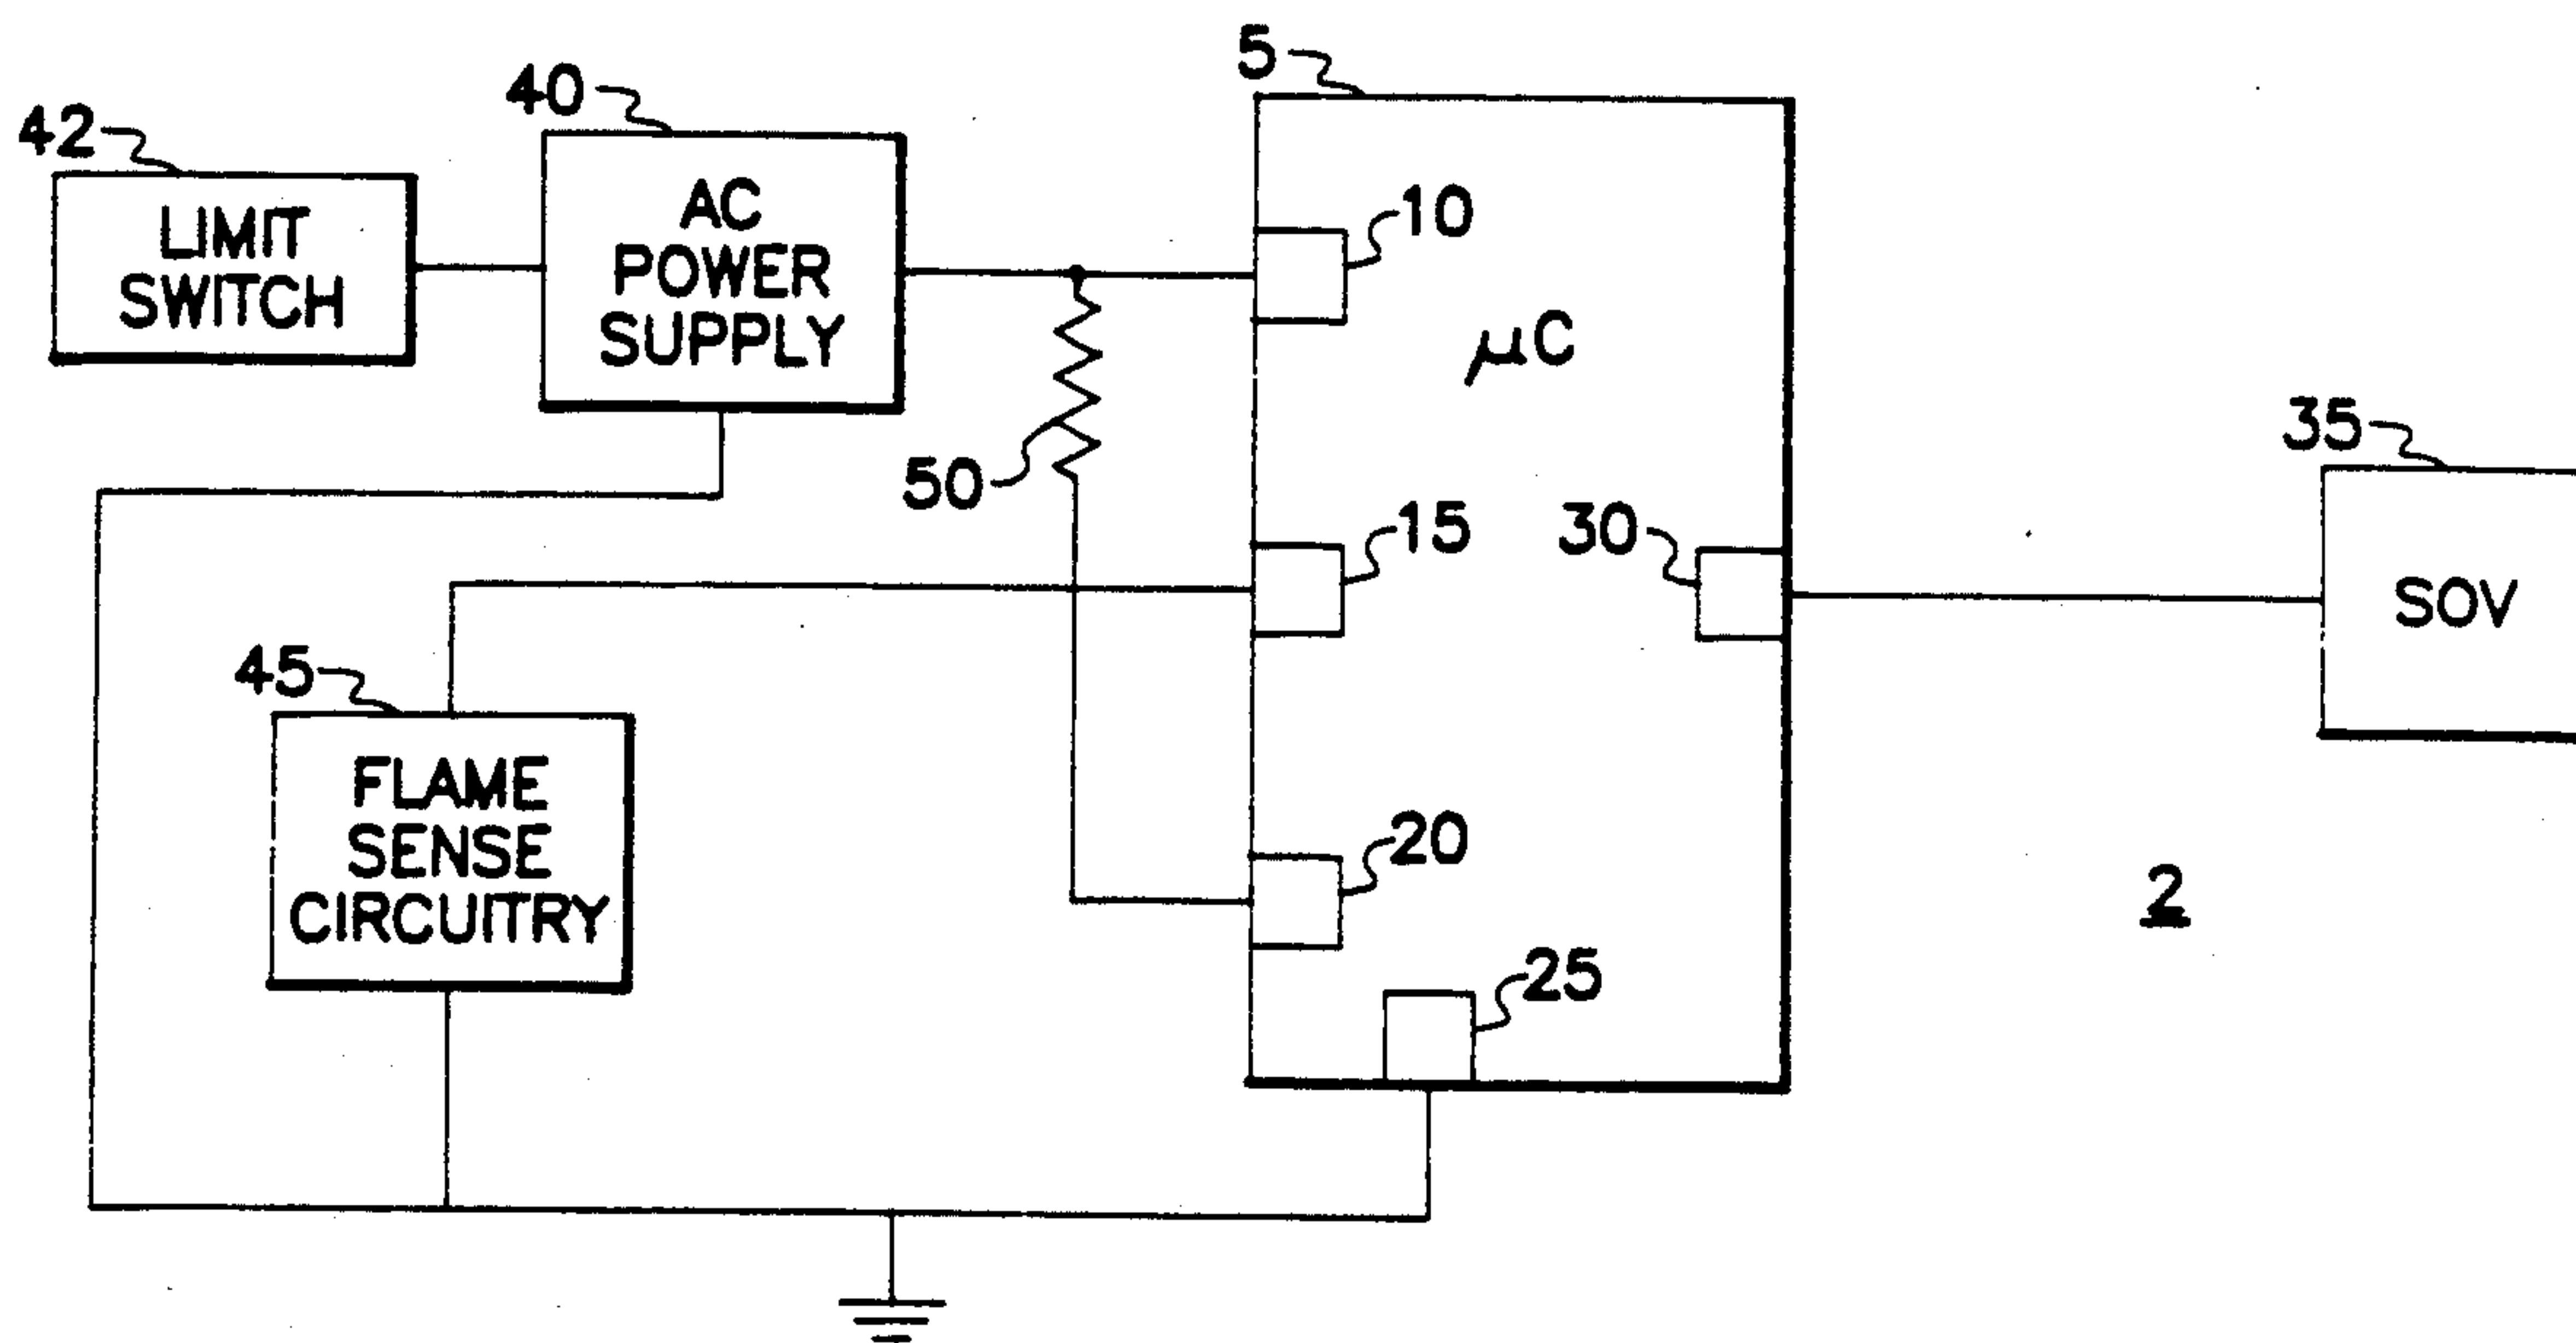 5
40
42
LIMIT
SWITCH
AC
POWER
SUPPLY
10
μC
50
15
30
35
SOV
45
FLAME
SENSE
CIRCUITRY
20
2
25